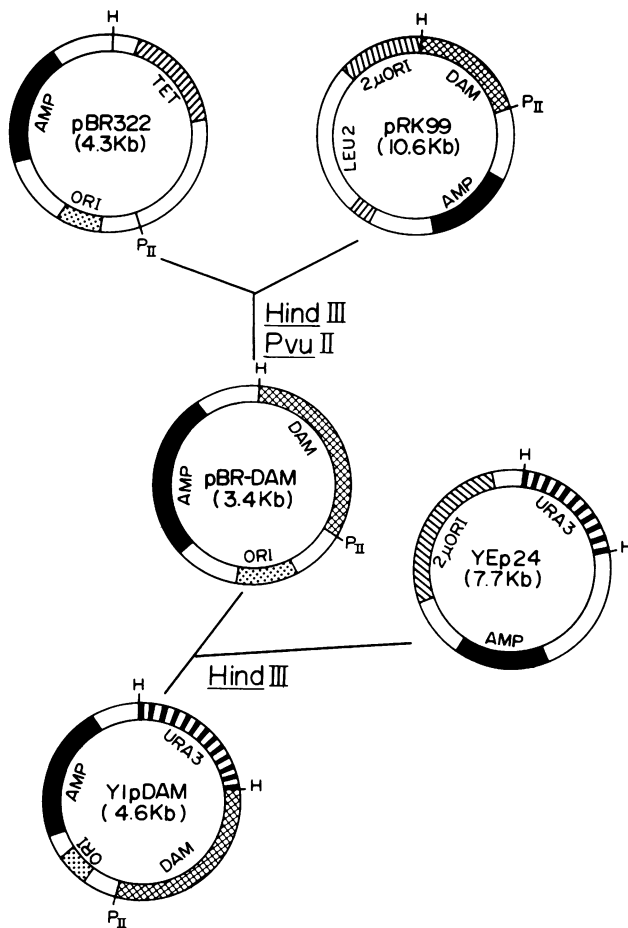 H
TET
AMP
pBR322
(4.3Kb)
ORI
PII
H
2μORI
DAM
PII
LEU2
pRK99
(10.6Kb)
AMP
Hind III
Pvu II
H
DAM
AMP
pBR-DAM
(3.4Kb)
ORI
PII
H
URA3
H
2μORI
YEp24
(7.7Kb)
AMP
Hind III
H
URA3
H
AMP
YIpDAM
(4.6Kb)
ORI
DAM
PII